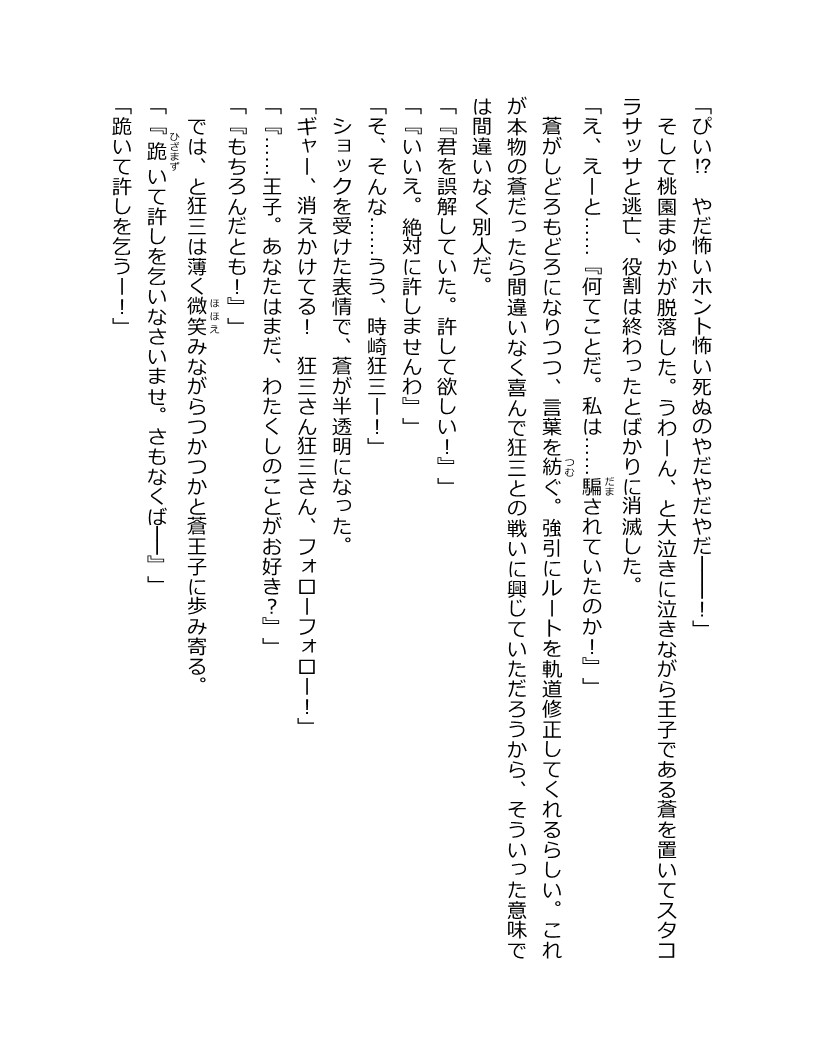 「ぴい!?　やだ怖いホント怖い死ぬのやだやだやだ――！」
　そして桃園まゆかが脱落した。うわーん、と大泣きに泣きながら王子である蒼を置いてスタコ
ラサッサと逃亡、役割は終わったとばかりに消滅した。
「え、えーと……『何てことだ。私は……騙されていたのか！』」
　蒼がしどろもどろになりつつ、言葉を紡ぐ。強引にルートを軌道修正してくれるらしい。これ
が本物の蒼だったら間違いなく喜んで狂三との戦いに興じていただろうから、そういった意味で
は間違いなく別人だ。
「『君を誤解していた。許して欲しい！』」
「『いいえ。絶対に許しませんわ』」
「そ、そんな……うう、時崎狂三ー！」
　ショックを受けた表情で、蒼が半透明になった。
「ギャー、消えかけてる！　狂三さん狂三さん、フォローフォロー！」
「『……王子。あなたはまだ、わたくしのことがお好き？』」
「『もちろんだとも！』」
　では、と狂三は薄く微笑みながらつかつかと蒼王子に歩み寄る。
「『跪いて許しを乞いなさいませ。さもなくば――』」
「跪いて許しを乞うー！」